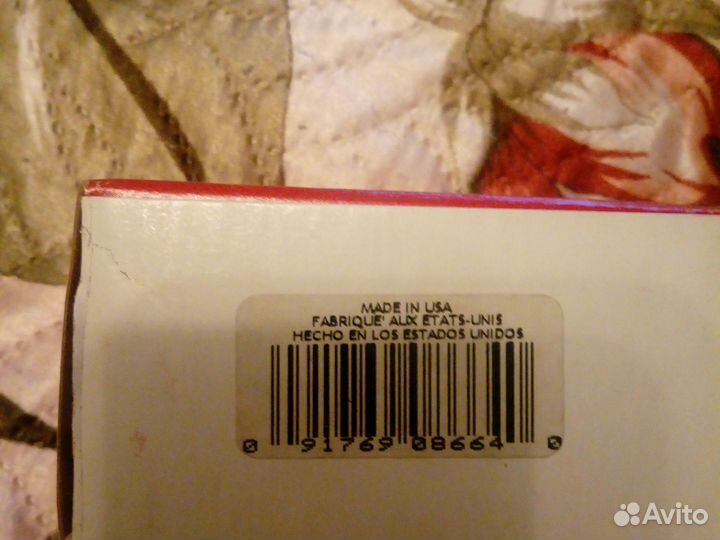 MADE IN USA
FABRIQUE' AUX ETATS-UNIS
HECHO EN LOS ESTADOS UNIDOS
0 91769 08664 0
Avito